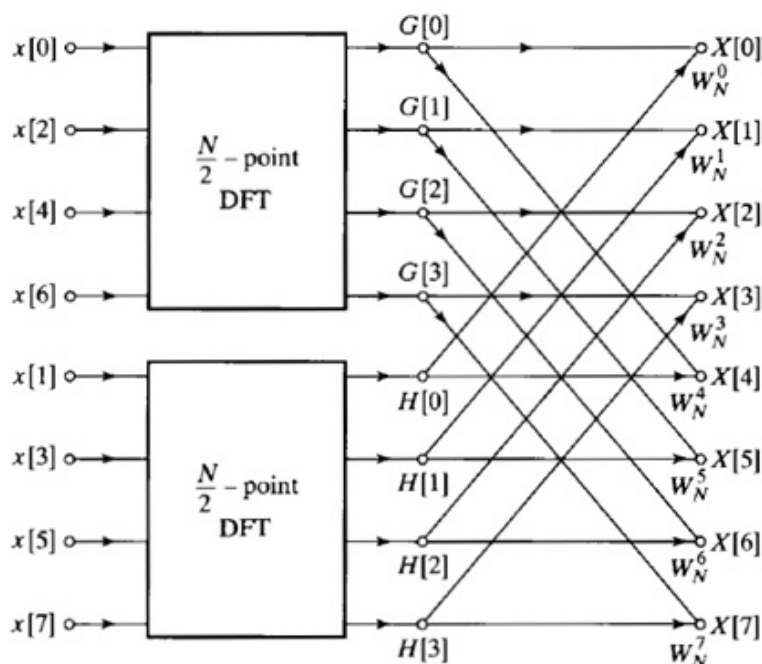 x[0]
x[2]
x[4]
x[6]
x[1]
x[3]
x[5]
x[7]
N/2 – point
DFT
N/2 – point
DFT
G[0]
G[1]
G[2]
G[3]
H[0]
H[1]
H[2]
H[3]
X[0]
W_N^0
X[1]
W_N^1
X[2]
W_N^2
X[3]
W_N^3
X[4]
W_N^4
X[5]
W_N^5
X[6]
W_N^6
X[7]
W_N^7